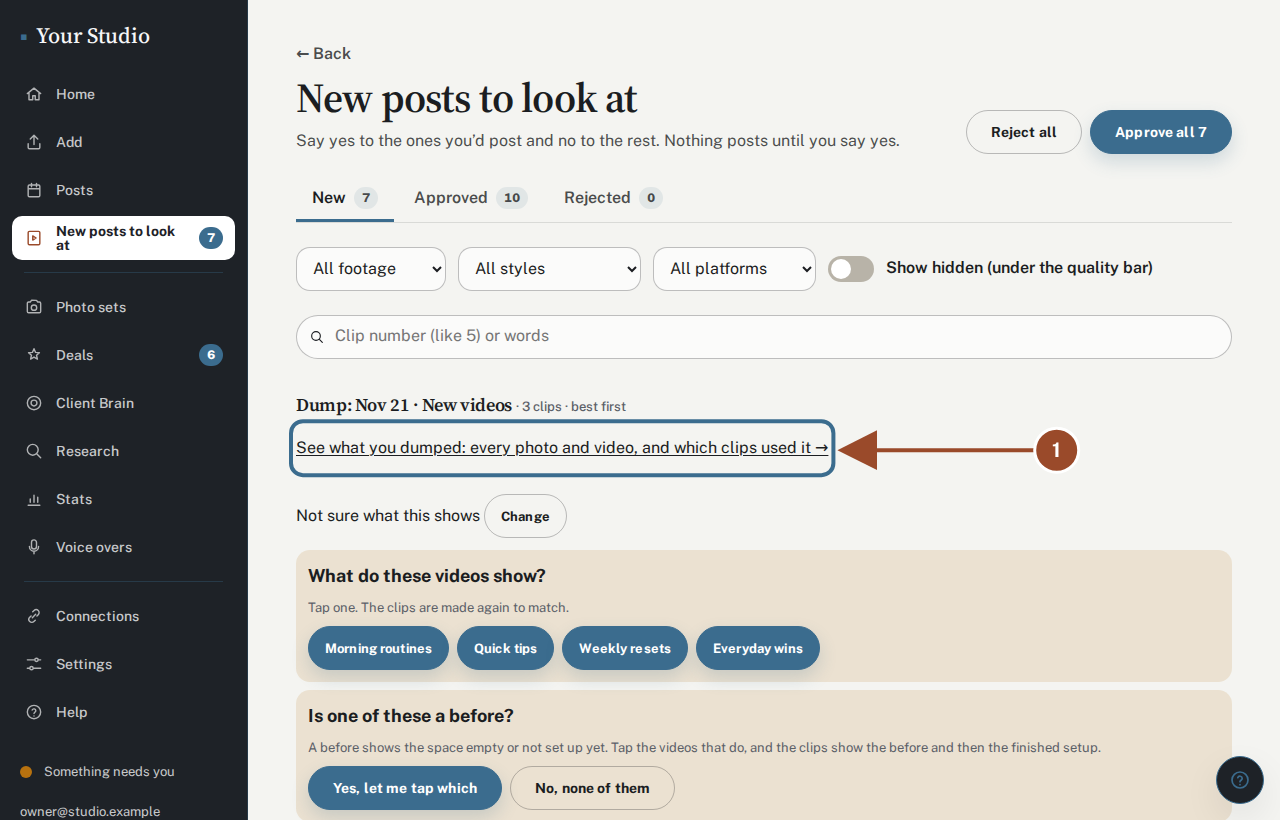 Your Studio
Home
Add
Posts
New posts to look
at
7
Photo sets
Deals
6
Client Brain
Research
Stats
Voice overs
Connections
Settings
Help
Something needs you
owner@studio.example
← Back
New posts to look at
Say yes to the ones you’d post and no to the rest. Nothing posts until you say yes.
Reject all
Approve all 7
New 7
Approved 10
Rejected 0
All footage
All styles
All platforms
Show hidden (under the quality bar)
Clip number (like 5) or words
Dump: Nov 21 · New videos · 3 clips · best first
See what you dumped: every photo and video, and which clips used it →
1
Not sure what this shows
Change
What do these videos show?
Tap one. The clips are made again to match.
Morning routines
Quick tips
Weekly resets
Everyday wins
Is one of these a before?
A before shows the space empty or not set up yet. Tap the videos that do, and the clips show the before and then the finished setup.
Yes, let me tap which
No, none of them